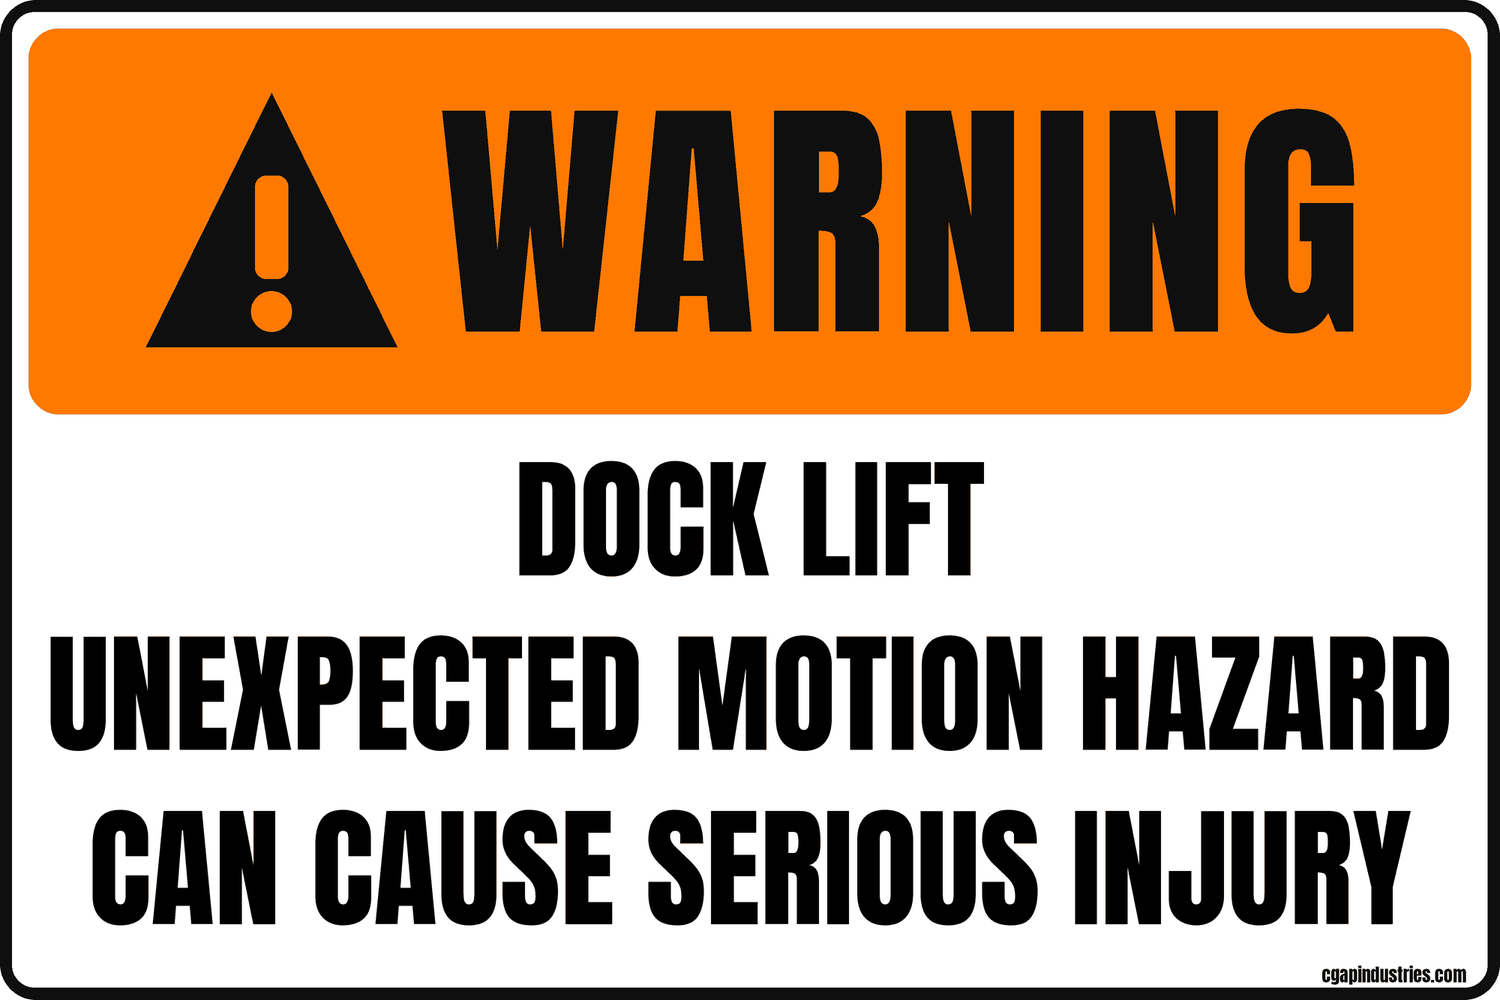 WARNING
DOCK LIFT
UNEXPECTED MOTION HAZARD
CAN CAUSE SERIOUS INJURY
cgapindustries.com